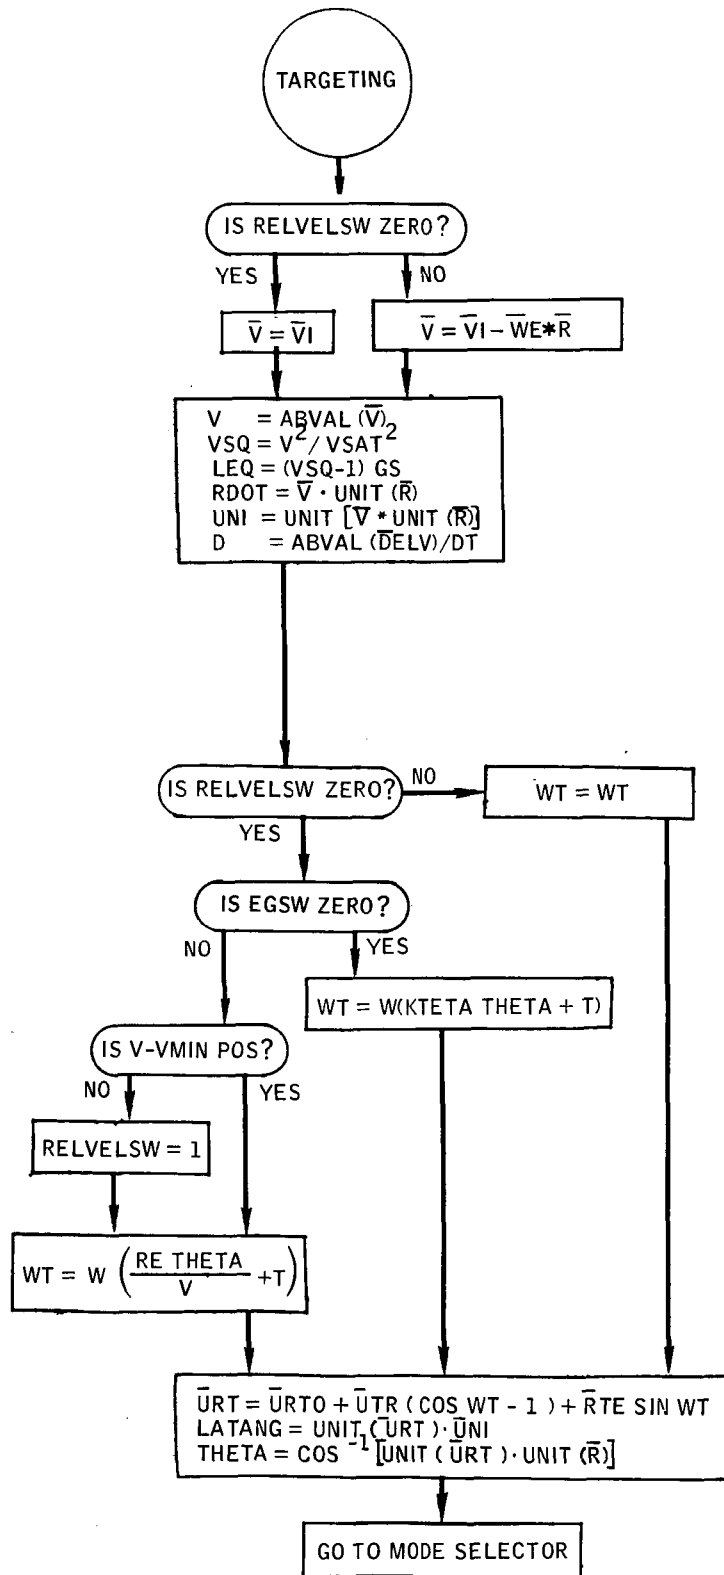 TARGETING
IS RELVELSW ZERO?
YES
NO
V̄ = V̄I
V̄ = V̄I - W̄E*R̄
V = ABVAL (V̄)
VSQ = V²/VSAT²
LEQ = (VSQ-1) GS
RDOT = V̄ · UNIT (R̄)
UNI = UNIT [V̄ * UNIT (R̄)]
D = ABVAL (D̄ELV)/DT
IS RELVELSW ZERO?
NO
WT = WT
YES
IS EGSW ZERO?
NO
YES
WT = W(KTETA THETA + T)
IS V-VMIN POS?
NO
YES
RELVELSW = 1
WT = W (RE THETA / V + T)
ŪRT = ŪRTO + ŪTR (COS WT - 1) + R̄TE SIN WT
LATANG = UNIT (ŪRT) · ŪNI
THETA = COS⁻¹ [UNIT (ŪRT) · UNIT (R̄)]
GO TO MODE SELECTOR